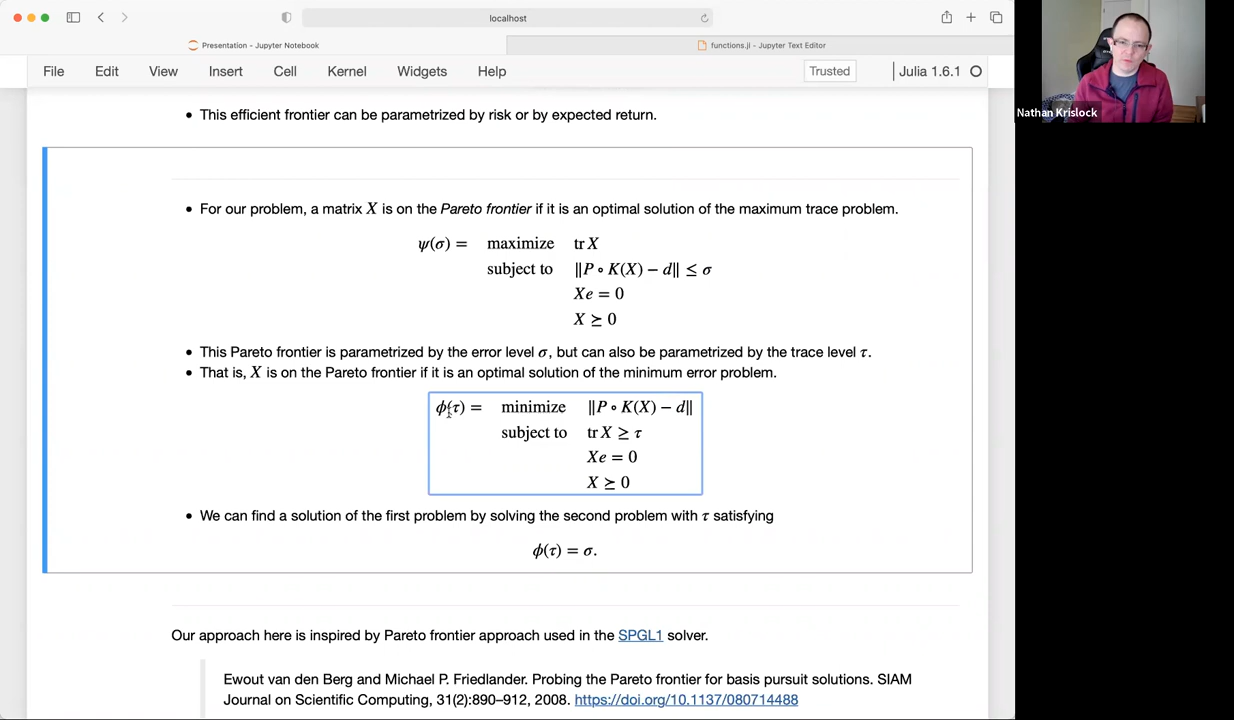 localhost
Presentation - Jupyter Notebook
functions.jl - Jupyter Text Editor
File Edit View Insert Cell Kernel Widgets Help Trusted Julia 1.6.1
Nathan Krislock
• This efficient frontier can be parametrized by risk or by expected return.
• For our problem, a matrix X is on the Pareto frontier if it is an optimal solution of the maximum trace problem.
ψ(σ) = maximize tr X
subject to ‖P ∘ K(X) − d‖ ≤ σ
Xe = 0
X ⪰ 0
• This Pareto frontier is parametrized by the error level σ, but can also be parametrized by the trace level τ.
• That is, X is on the Pareto frontier if it is an optimal solution of the minimum error problem.
ϕ(τ) = minimize ‖P ∘ K(X) − d‖
subject to tr X ≥ τ
Xe = 0
X ⪰ 0
• We can find a solution of the first problem by solving the second problem with τ satisfying
ϕ(τ) = σ.
Our approach here is inspired by Pareto frontier approach used in the SPGL1 solver.
Ewout van den Berg and Michael P. Friedlander. Probing the Pareto frontier for basis pursuit solutions. SIAM
Journal on Scientific Computing, 31(2):890–912, 2008. https://doi.org/10.1137/080714488